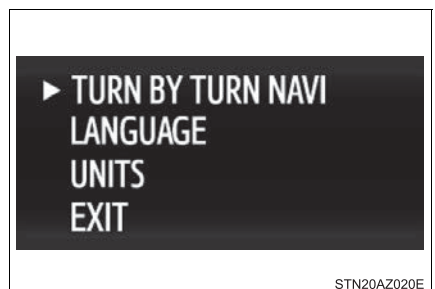 TURN BY TURN NAVI
LANGUAGE
UNITS
EXIT
STN20AZ020E